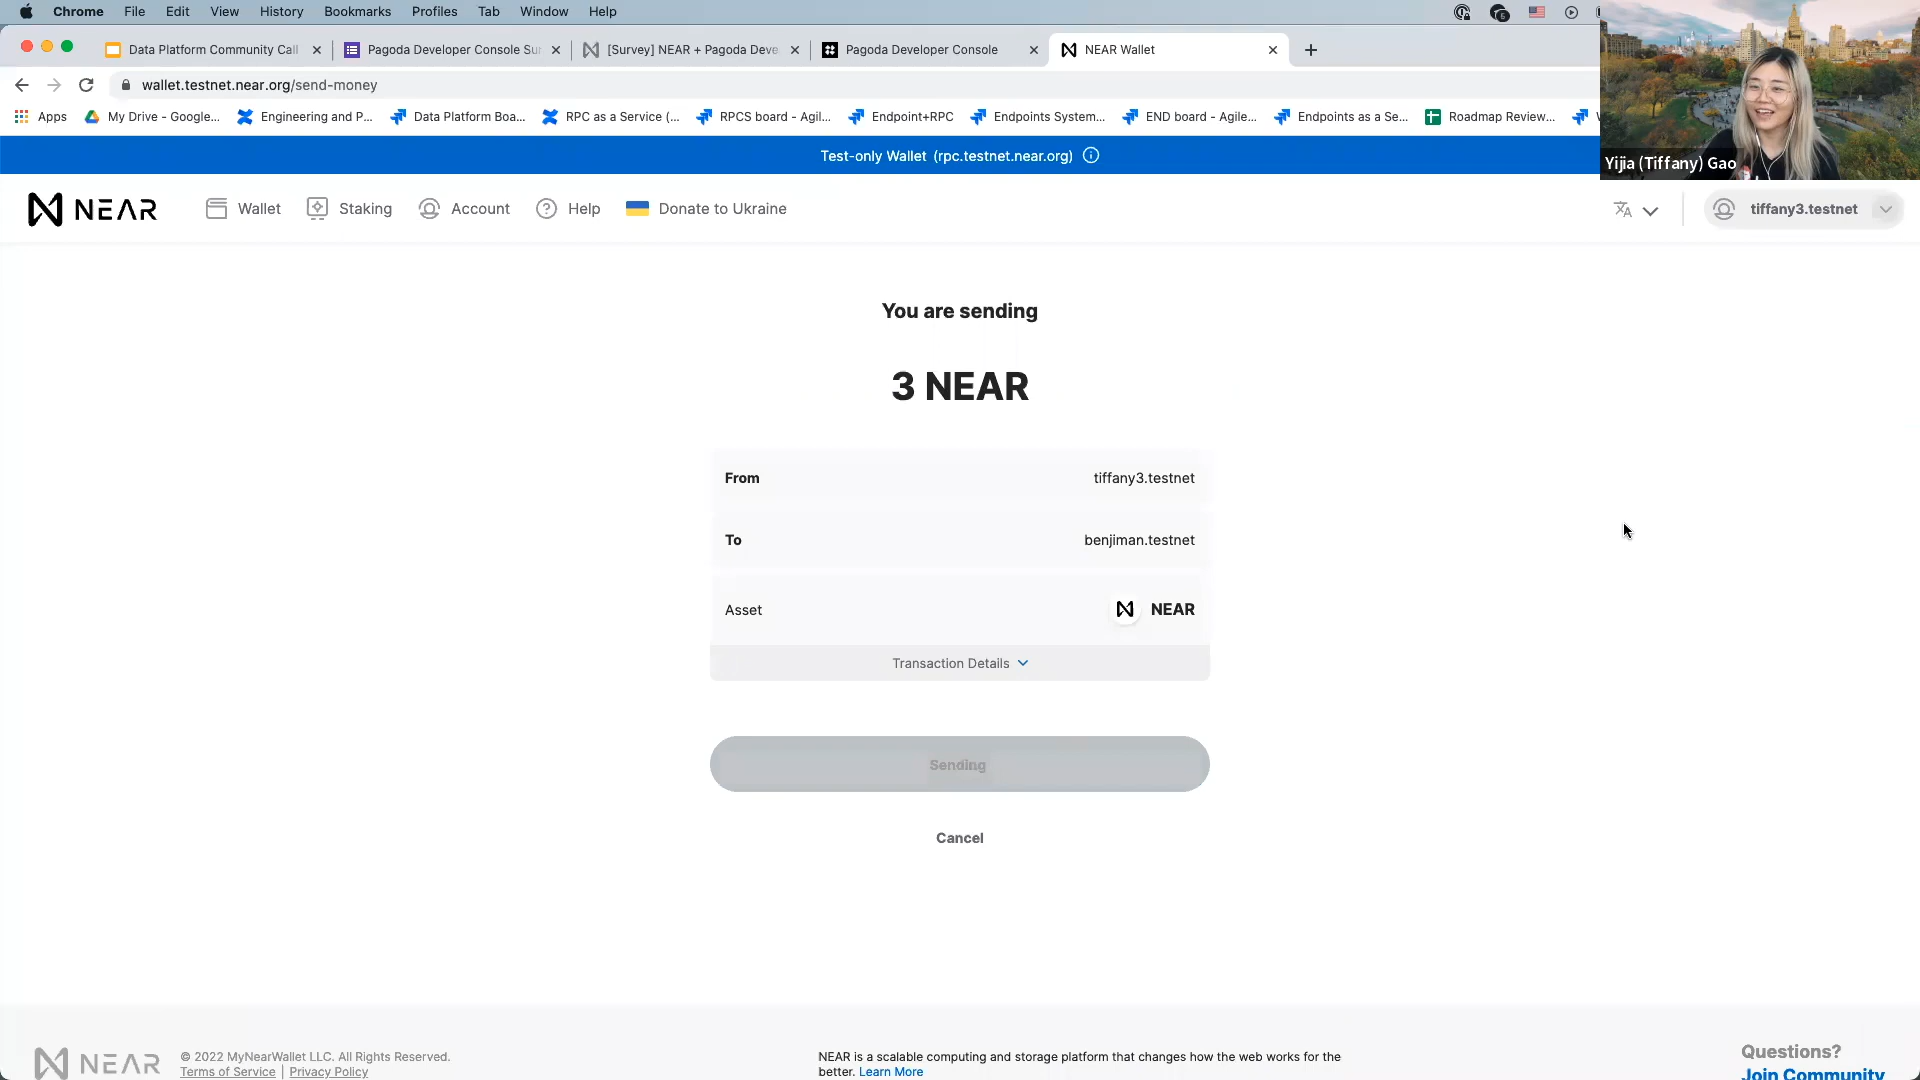 Chrome File Edit View History Bookmarks Profiles Tab Window Help
Data Platform Community Call
Pagoda Developer Console Su
[Survey] NEAR + Pagoda Deve
Pagoda Developer Console
NEAR Wallet
wallet.testnet.near.org/send-money
Apps
My Drive - Google...
Engineering and P...
Data Platform Boa...
RPC as a Service (...
RPCS board - Agil...
Endpoint+RPC
Endpoints System...
END board - Agile...
Endpoints as a Se...
Roadmap Review...
Yijia (Tiffany) Gao
Test-only Wallet (rpc.testnet.near.org)
NEAR
Wallet
Staking
Account
Help
Donate to Ukraine
tiffany3.testnet
You are sending
3 NEAR
From tiffany3.testnet
To benjiman.testnet
Asset NEAR
Transaction Details
Sending
Cancel
NEAR
© 2022 MyNearWallet LLC. All Rights Reserved.
Terms of Service | Privacy Policy
NEAR is a scalable computing and storage platform that changes how the web works for the
better. Learn More
Questions?
Join Community